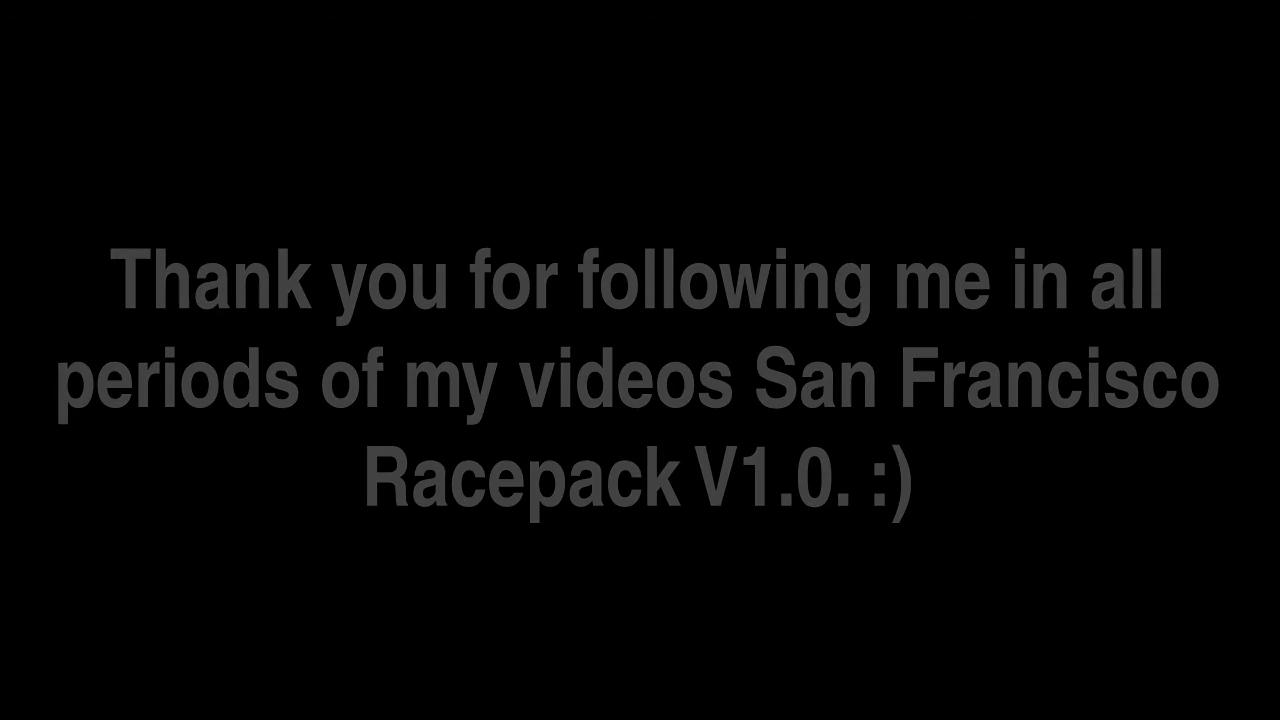 Thank you for following me in all
periods of my videos San Francisco
Racepack V1.0. :)